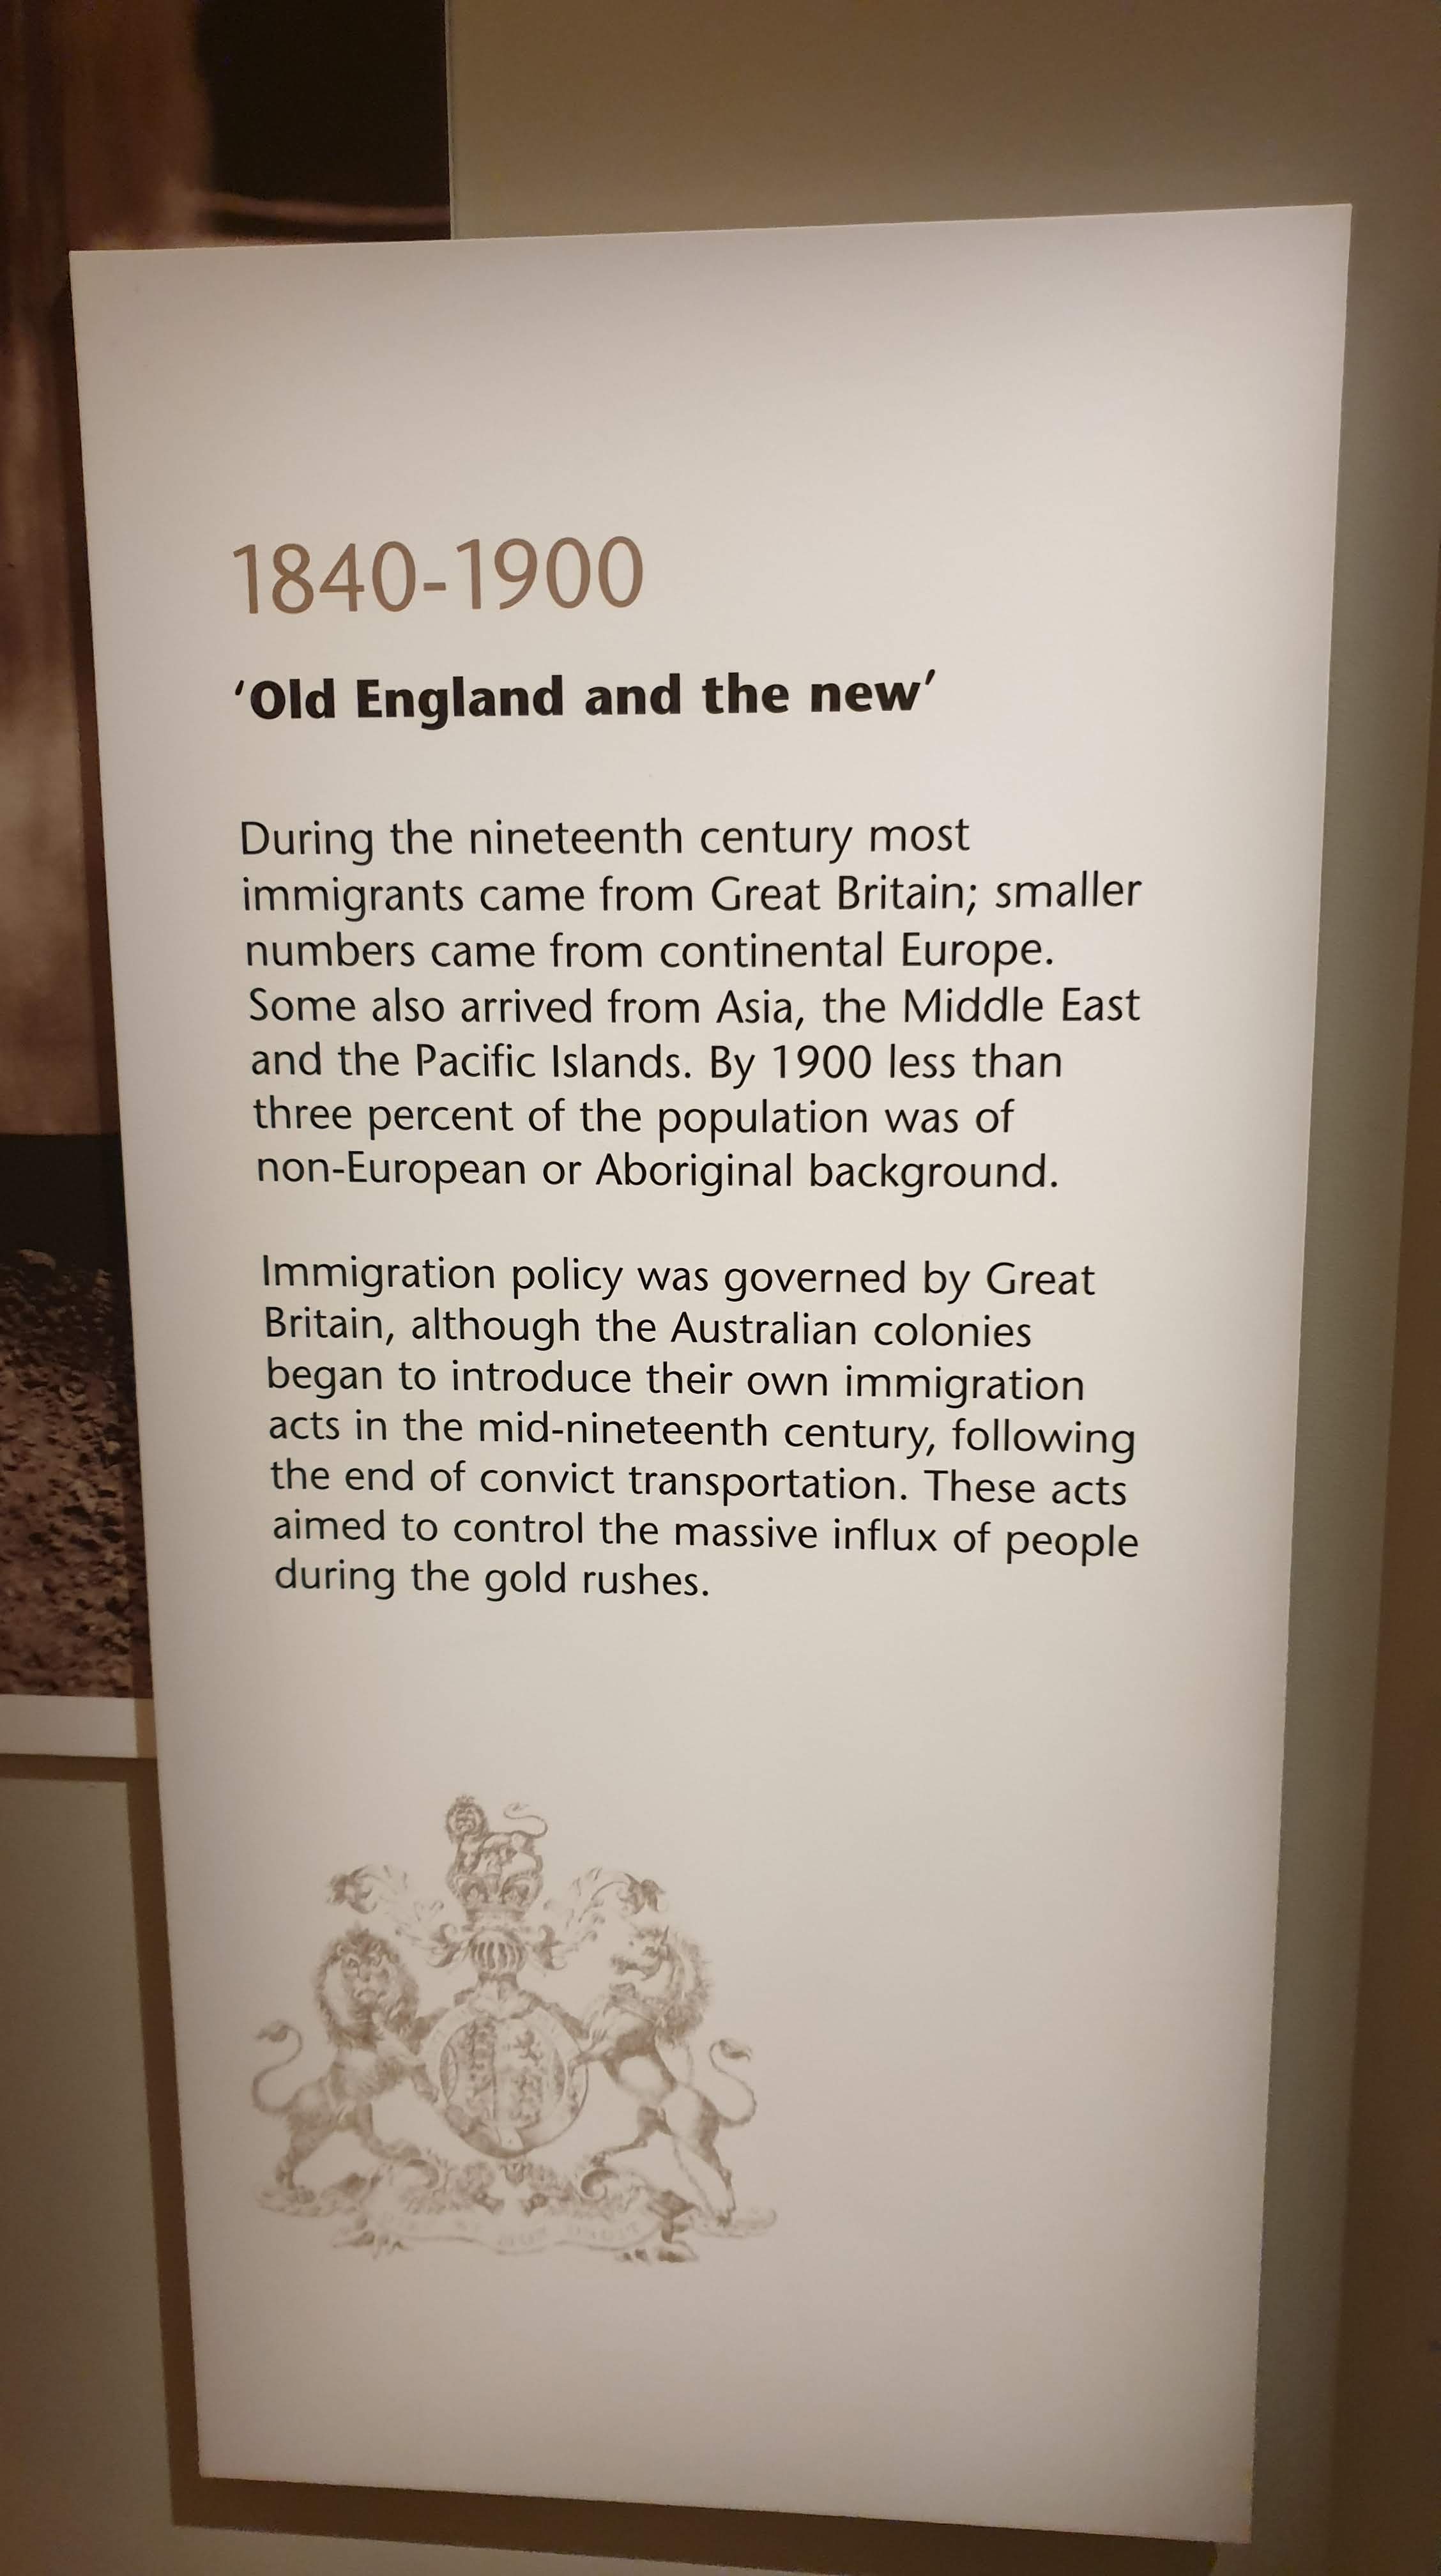 1840-1900
‘Old England and the new’
During the nineteenth century most
immigrants came from Great Britain; smaller
numbers came from continental Europe.
Some also arrived from Asia, the Middle East
and the Pacific Islands. By 1900 less than
three percent of the population was of
non-European or Aboriginal background.
Immigration policy was governed by Great
Britain, although the Australian colonies
began to introduce their own immigration
acts in the mid-nineteenth century, following
the end of convict transportation. These acts
aimed to control the massive influx of people
during the gold rushes.